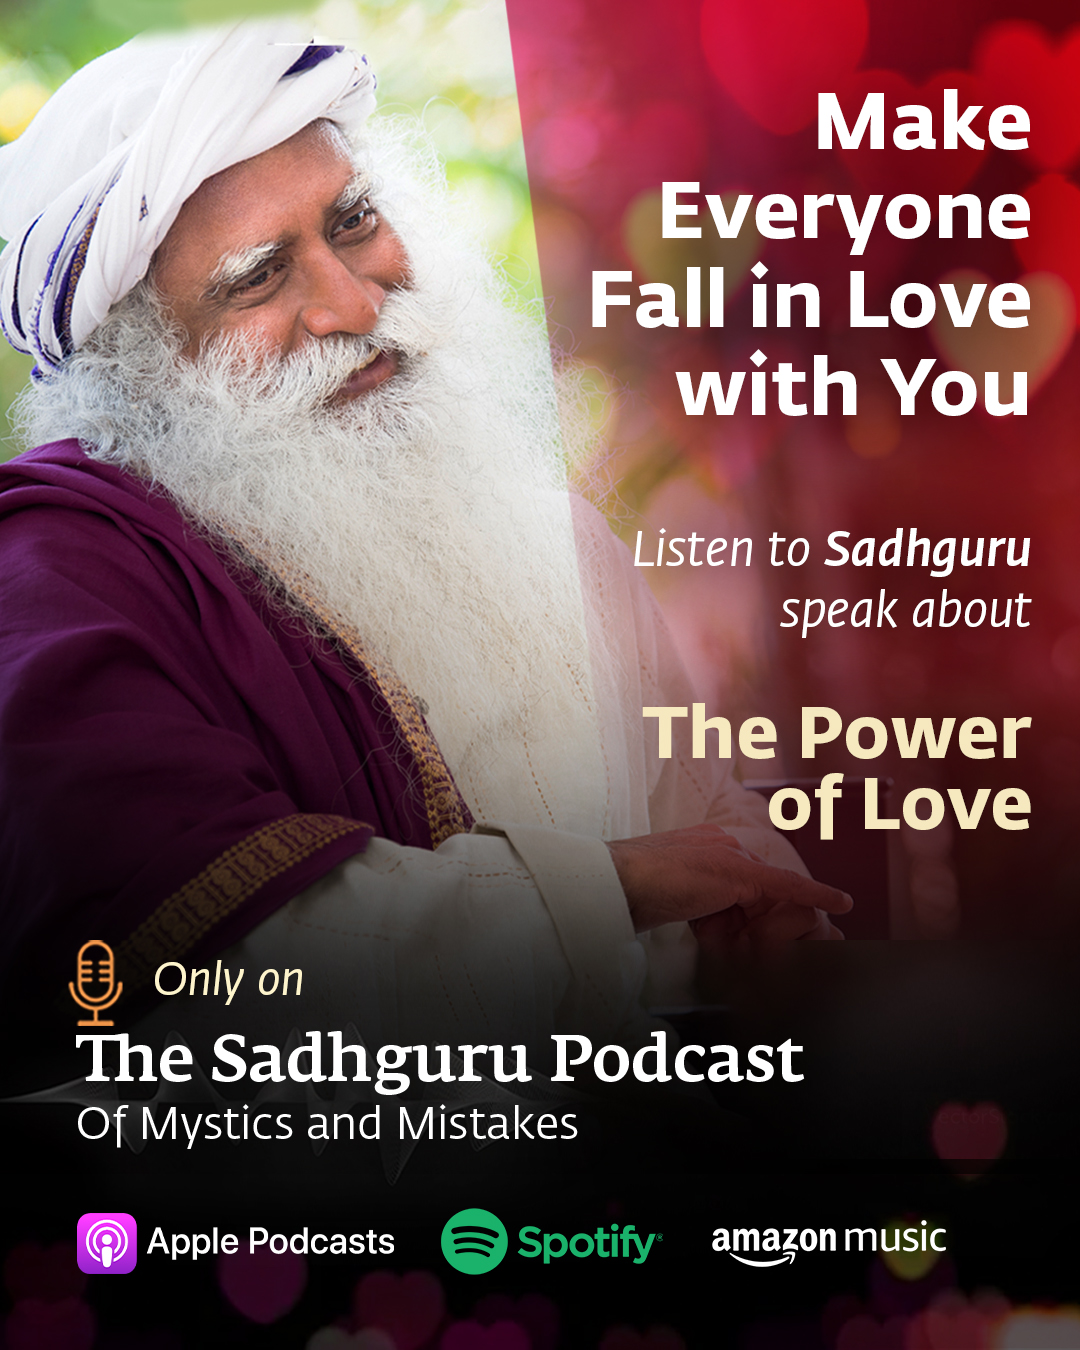 Make
Everyone
Fall in Love
with You
Listen to Sadhguru
speak about
The Power
of Love
Only on
The Sadhguru Podcast
Of Mystics and Mistakes
Apple Podcasts
Spotify®
amazon music